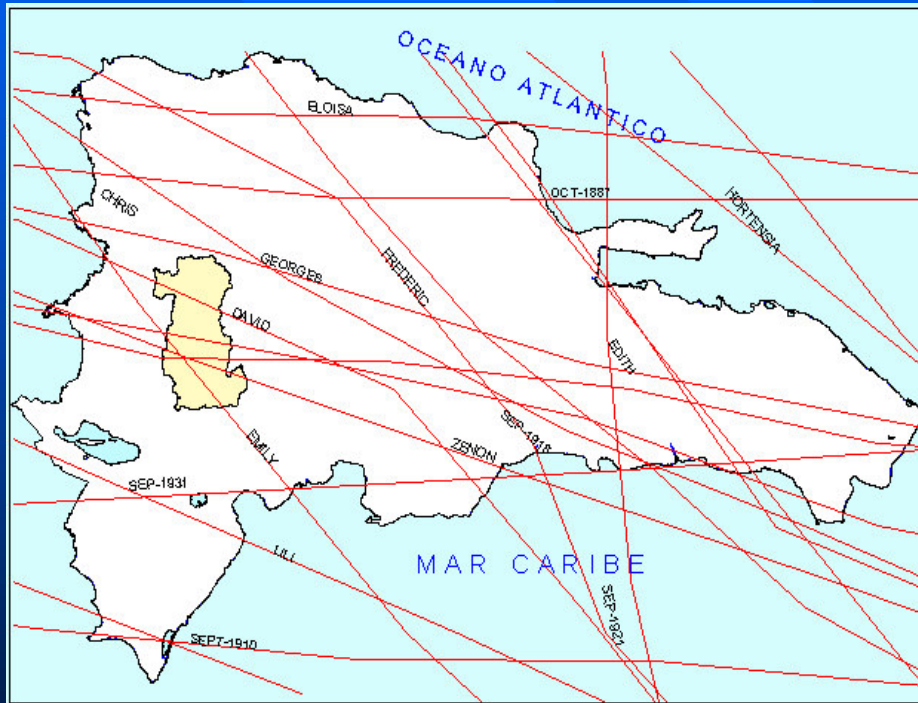 OCEANO ATLANTICO
ELOISA
OCT-1887
HORTENSIA
CHRIS
GEORGES
FREDERIC
DAVID
EDITH
SEP-1918
ZENON
EMILY
SEP-1931
LILI
MAR CARIBE
SEP-1921
SEPT-1910